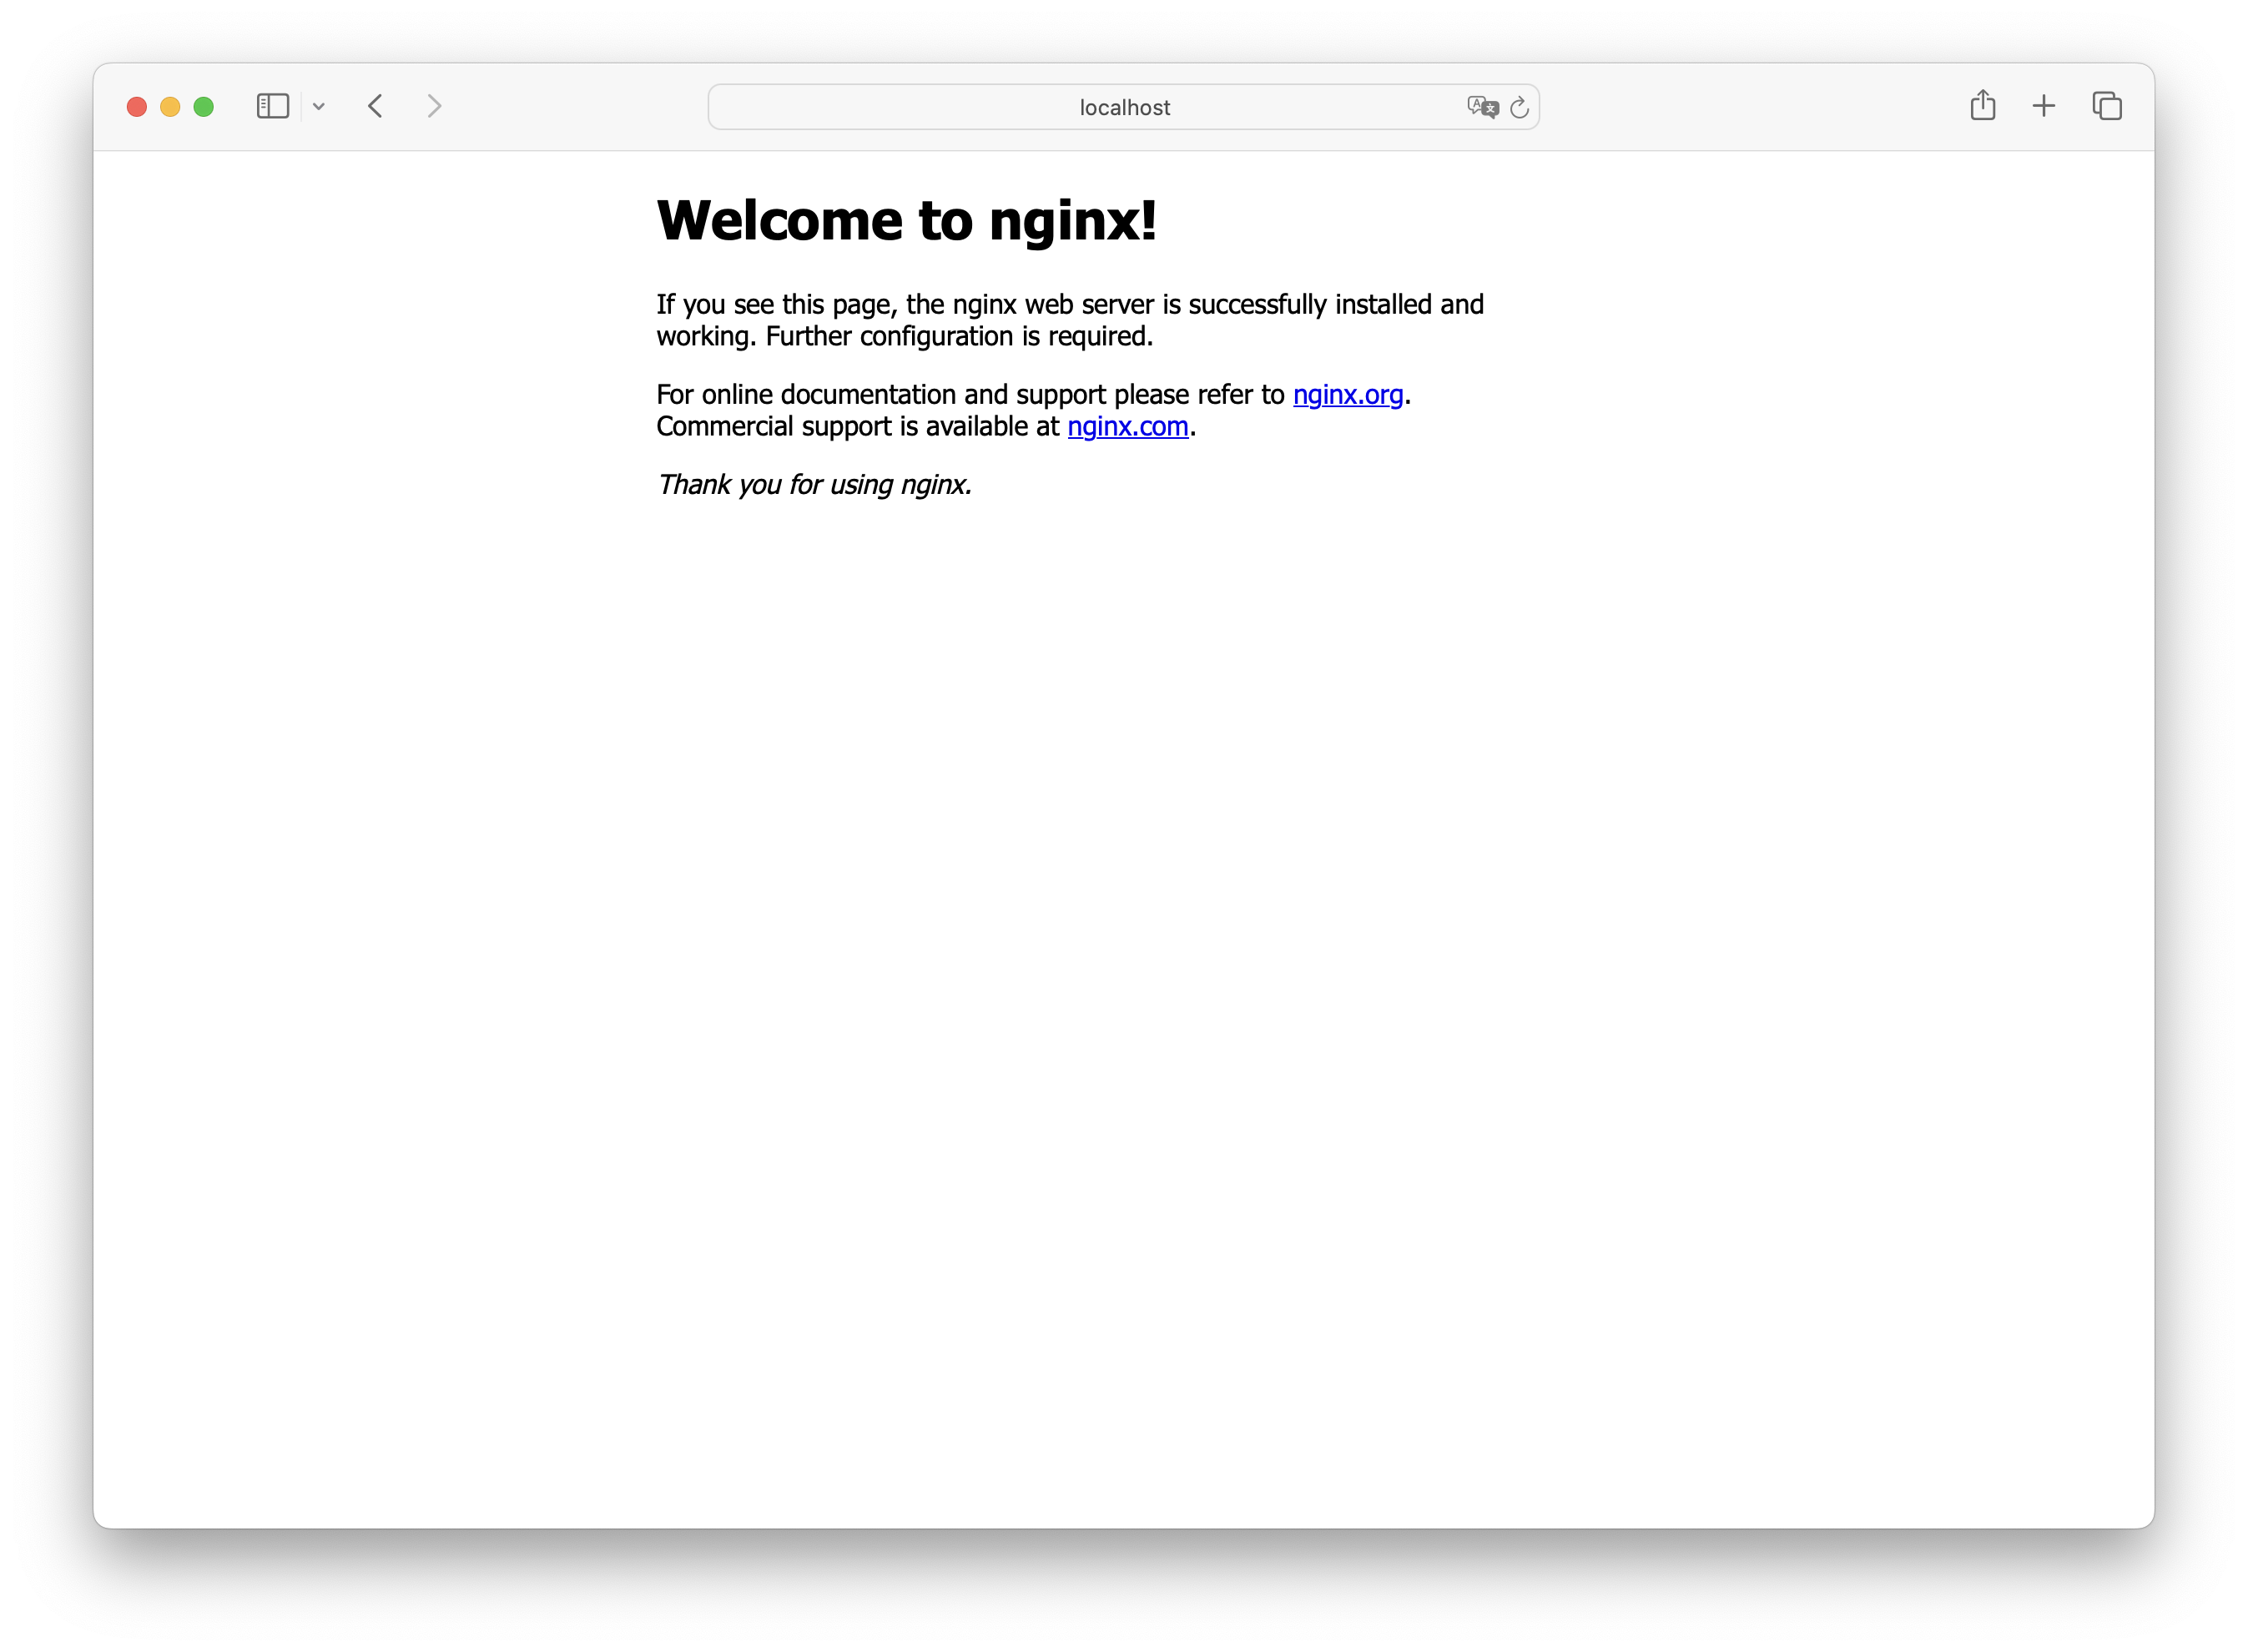 localhost
Welcome to nginx!
If you see this page, the nginx web server is successfully installed and
working. Further configuration is required.
For online documentation and support please refer to nginx.org.
Commercial support is available at nginx.com.
Thank you for using nginx.